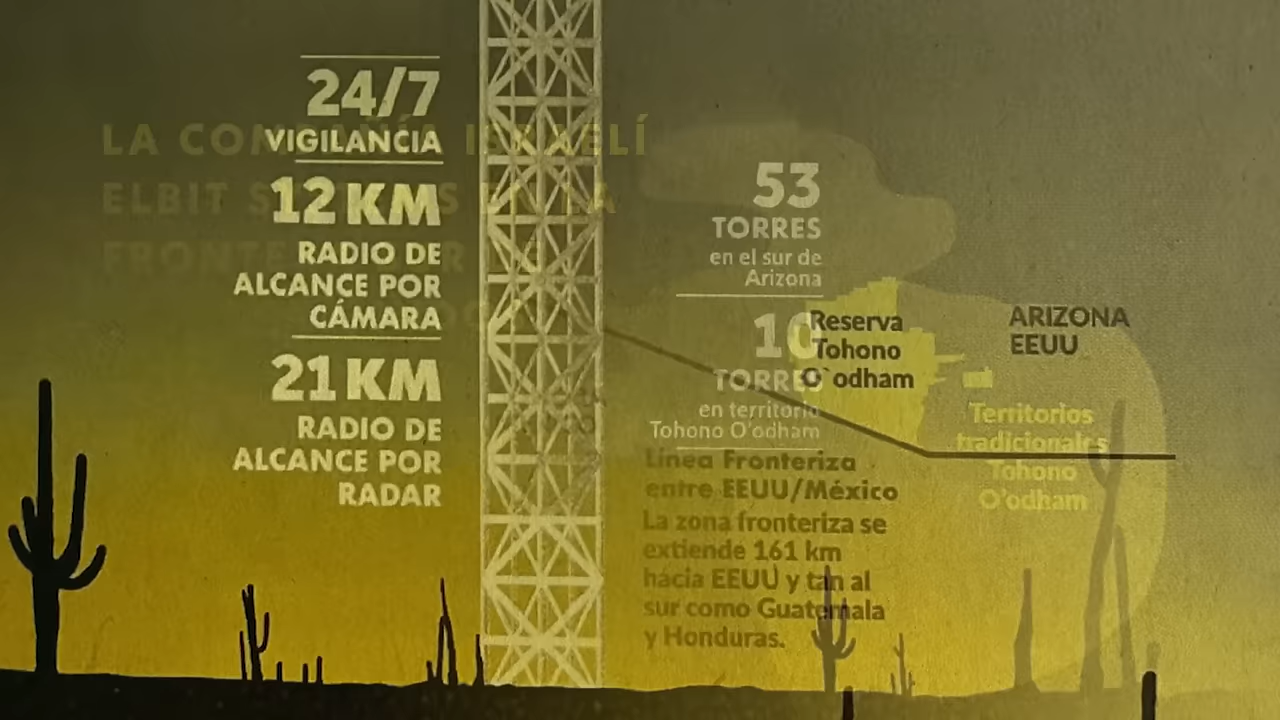 24/7
VIGILANCIA
12 KM
RADIO DE
ALCANCE POR
CÁMARA
21 KM
RADIO DE
ALCANCE POR
RADAR
LA ISRAELÍ
ELBIT
53
TORRES
en el sur de
Arizona
10
TORRES
en territorio
Tohono O'odham
Reserva
Tohono
O`odham
ARIZONA
EEUU
Territorios
tradicionales
Tohono
O'odham
Línea Fronteriza
entre EEUU/México
La zona fronteriza se
extiende 161 km
hacia EEUU y tan al
sur como Guatemala
y Honduras.